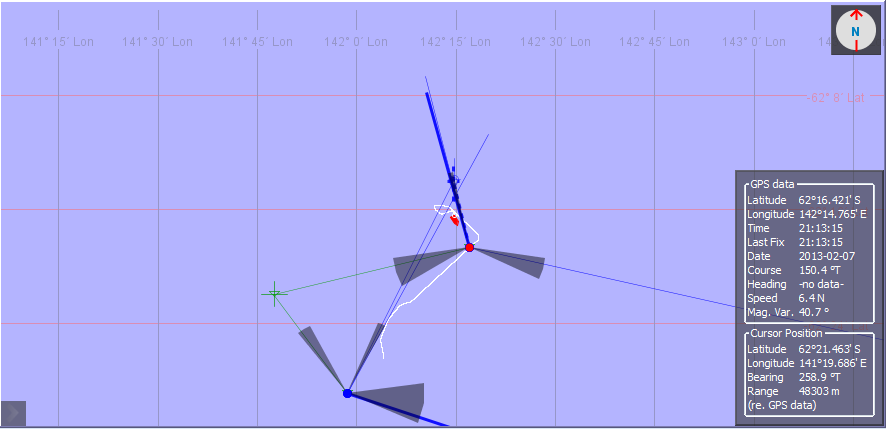 141° 15' Lon 141° 30' Lon 141° 45' Lon 142° 0' Lon 142° 15' Lon 142° 30' Lon 142° 45' Lon 143° 0' Lon
N
-62° 8' Lat
GPS data
Latitude 62°16.421' S
Longitude 142°14.765' E
Time 21:13:15
Last Fix 21:13:15
Date 2013-02-07
Course 150.4 °T
Heading -no data-
Speed 6.4 N
Mag. Var. 40.7 °
Cursor Position
Latitude 62°21.463' S
Longitude 141°19.686' E
Bearing 258.9 °T
Range 48303 m
(re. GPS data)